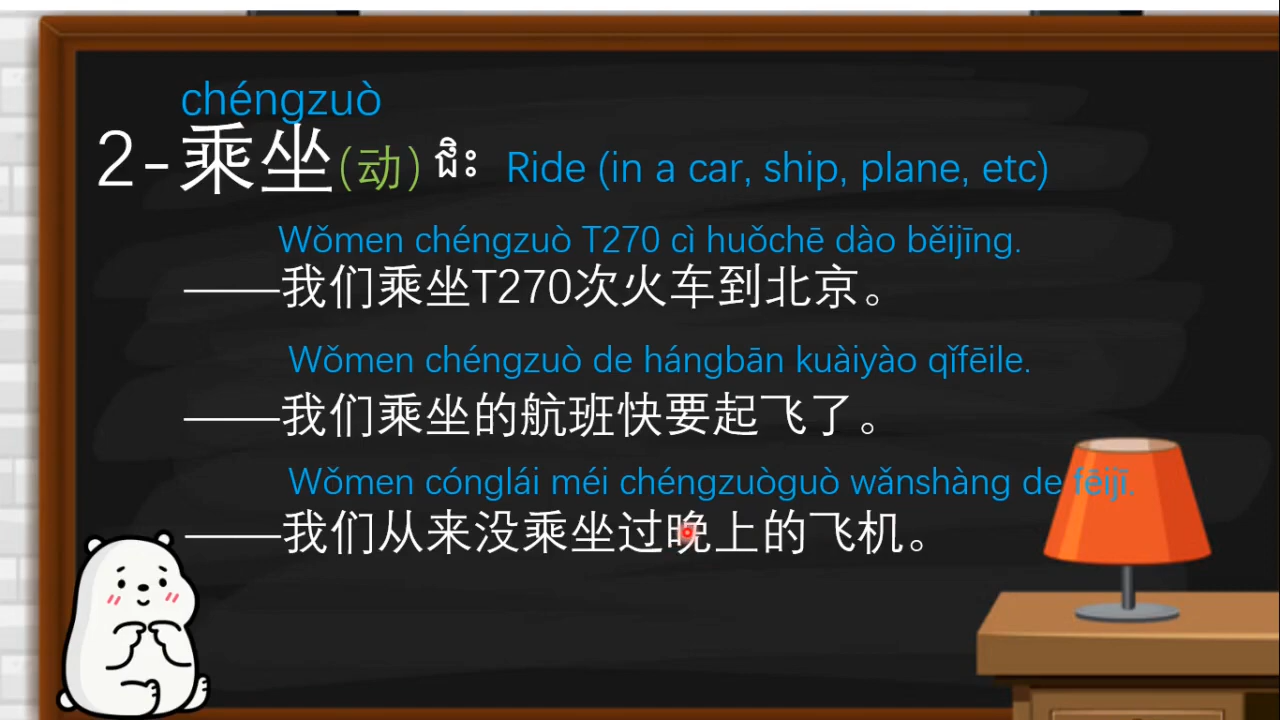 chéngzuò
2-乘坐(动) ជិះ Ride (in a car, ship, plane, etc)
Wǒmen chéngzuò T270 cì huǒchē dào běijīng.
——我们乘坐T270次火车到北京。
Wǒmen chéngzuò de hángbān kuàiyào qǐfēile.
——我们乘坐的航班快要起飞了。
Wǒmen cónglái méi chéngzuòguò wǎnshàng de fēijī.
——我们从来没乘坐过晚上的飞机。